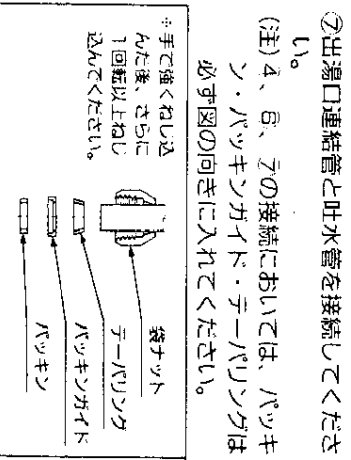 ⑦出湯口連結管と吐水管を接続してくださ
い。
(注)4、6、7の接続においては、パッキ
ン・パッキンガイド・テーパリングは
必ず図の向きに入れてください。
袋ナット
テーパリング
パッキンガイド
パッキン
＊手で強くねじ込
んだ後、さらに
1回転以上ねじ
込んでください。